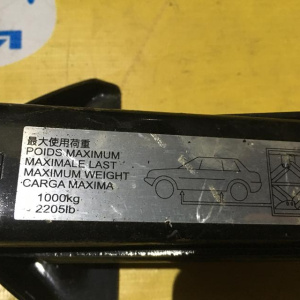 最大使用荷重
POIDS MAXIMUM
MAXIMALE LAST
MAXIMUM WEIGHT
CARGA MAXIMA
1000kg
2205lb